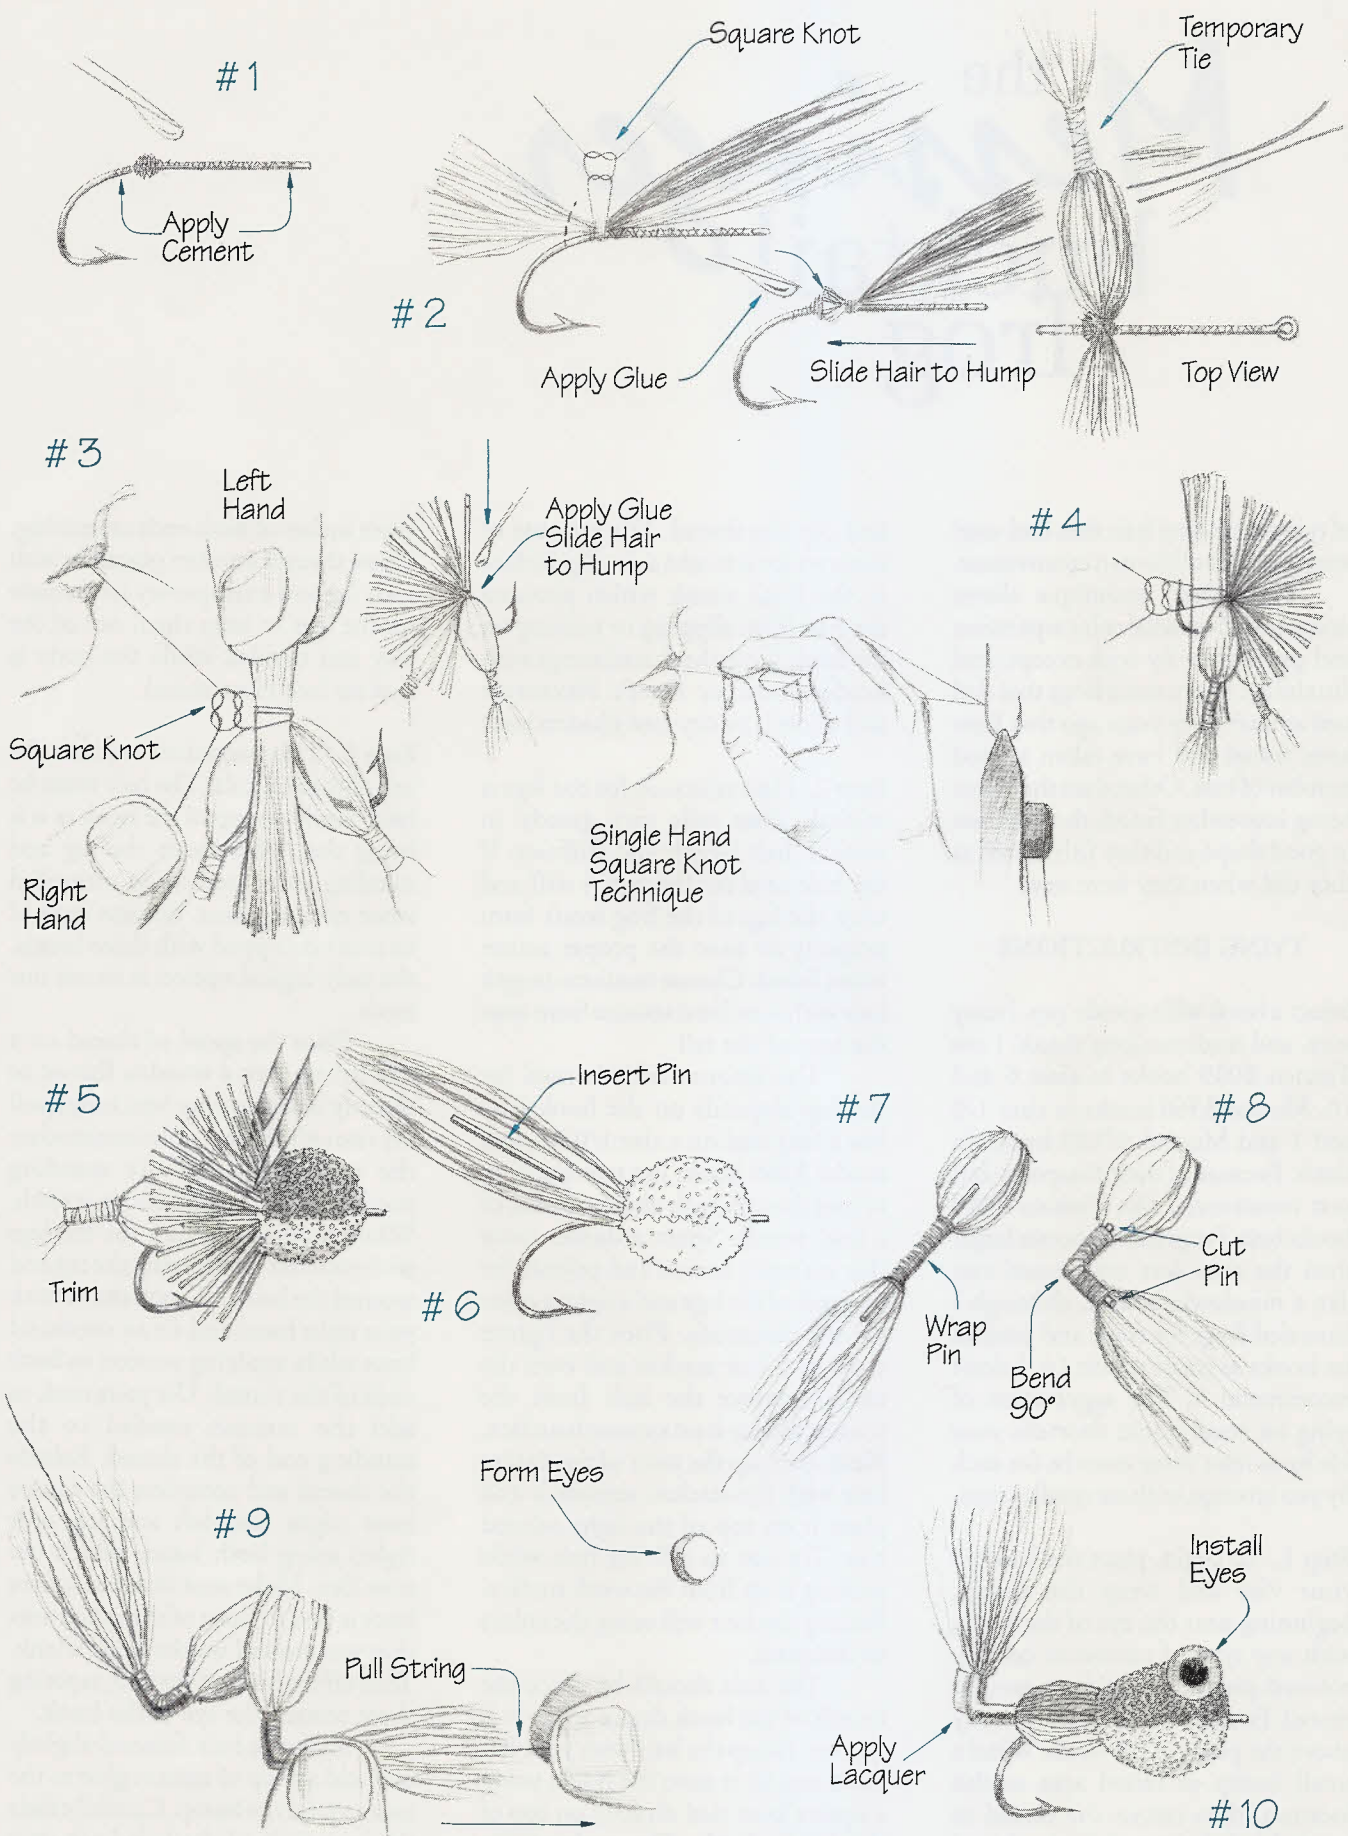 #1
Apply
Cement
Square Knot
Temporary
Tie
#2
Apply Glue
Slide Hair to Hump
Top View
#3
Left
Hand
Apply Glue
Slide Hair
to Hump
Square Knot
Right
Hand
Single Hand
Square Knot
Technique
#4
#5
Trim
Insert Pin
#6
#7
Wrap
Pin
#8
Cut
Pin
Bend
90°
#9
Form Eyes
Pull String
Install
Eyes
Apply
Lacquer
#10